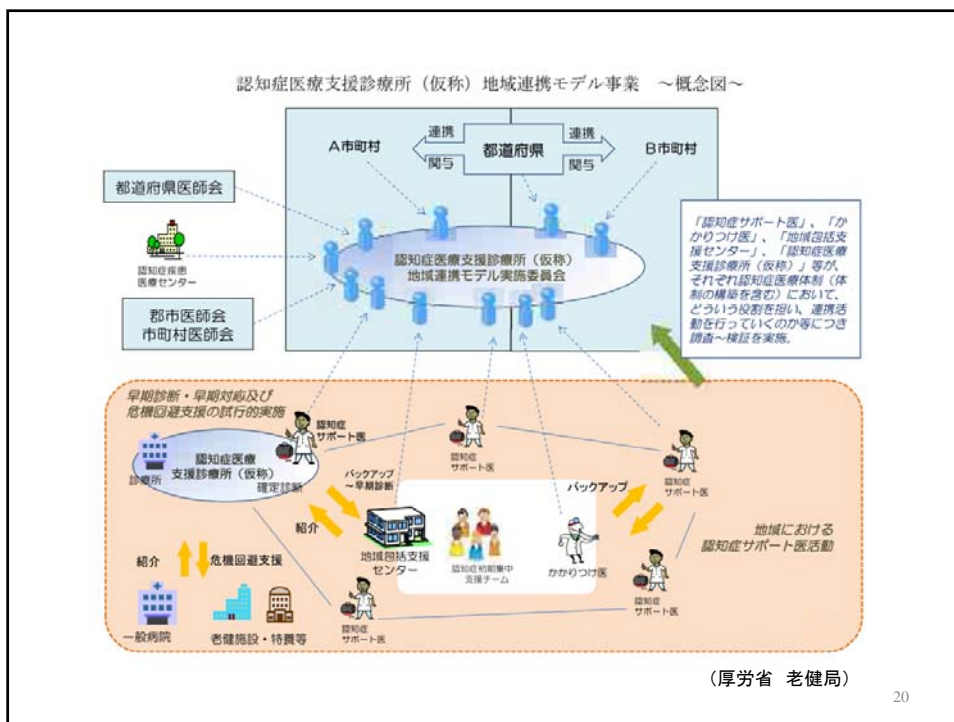 認知症医療支援診療所（仮称）地域連携モデル事業　～概念図～
A市町村
連携
関与
都道府県
連携
関与
B市町村
都道府県医師会
認知症疾患
医療センター
郡市医師会
市町村医師会
認知症医療支援診療所（仮称）
地域連携モデル実施委員会
「認知症サポート医」、「か
かりつけ医」、「地域包括支
援センター」、「認知症医療
支援診療所（仮称）」等が、
それぞれ認知症医療体制（体
制の構築を含む）において、
どういう役割を担い、連携活
動を行っていくのか等につき
調査～検証を実施。
早期診断・早期対応及び
危機回避支援の試行的実施
診療所
認知症医療
支援診療所（仮称）
確定診断
認知症
サポート医
認知症
サポート医
認知症
サポート医
バックアップ
～早期診断
紹介
地域包括支援
センター
認知症初期集中
支援チーム
バックアップ
かかりつけ医
地域における
認知症サポート医活動
紹介
危機回避支援
一般病院
老健施設・特養等
認知症
サポート医
認知症
サポート医
（厚労省　老健局）
20